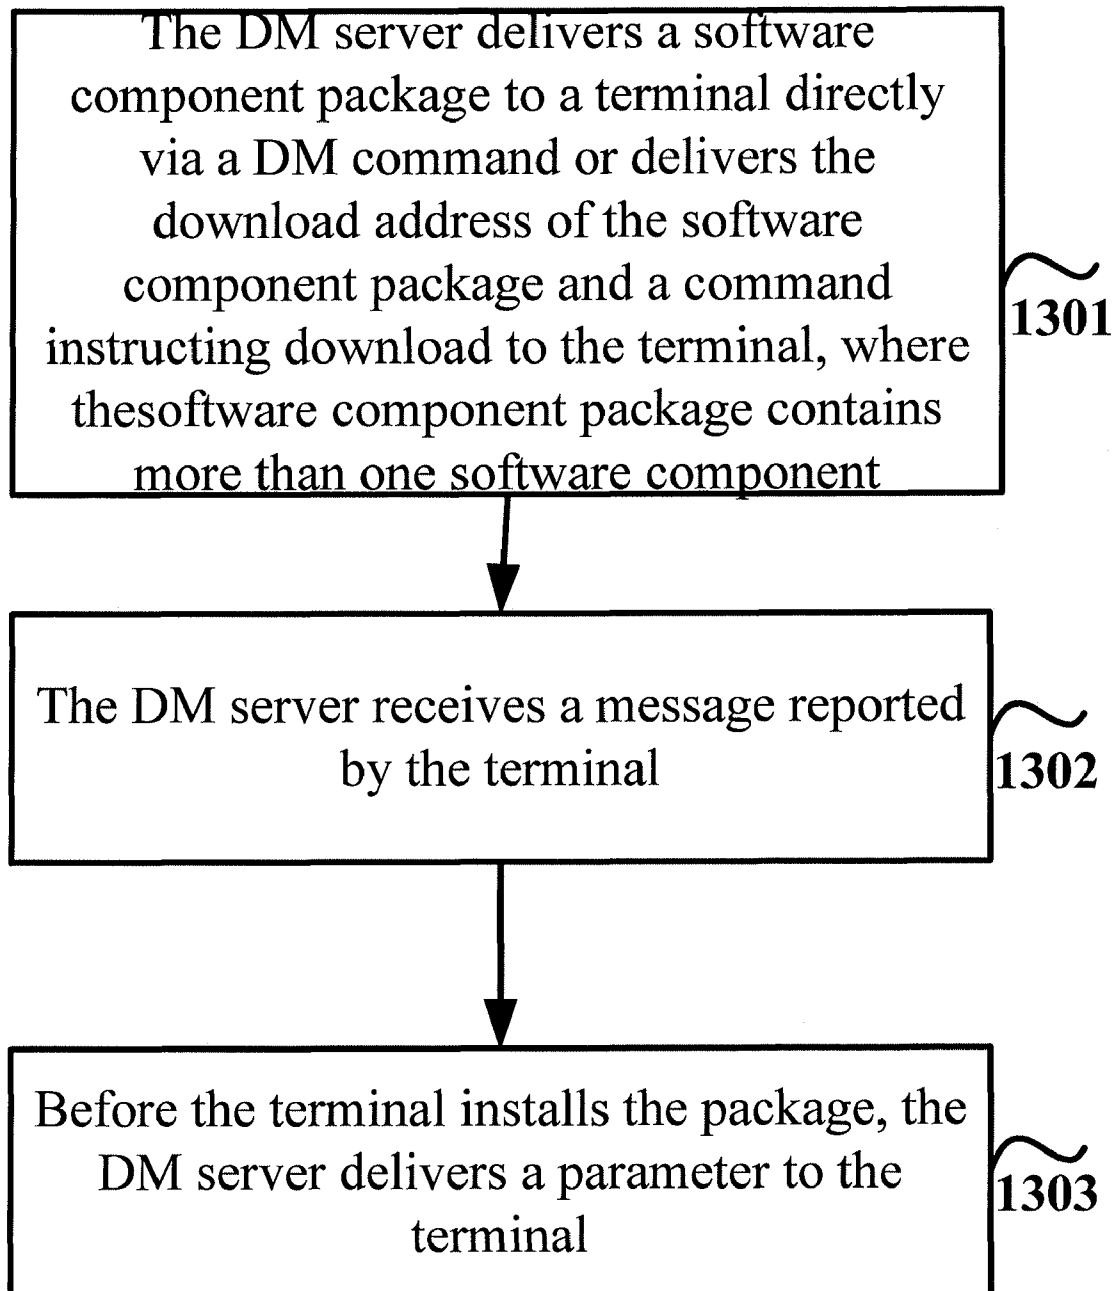 The DM server delivers a software
component package to a terminal directly
via a DM command or delivers the
download address of the software
component package and a command
instructing download to the terminal, where
thesoftware component package contains
more than one software component
1301
The DM server receives a message reported
by the terminal
1302
Before the terminal installs the package, the
DM server delivers a parameter to the
terminal
1303